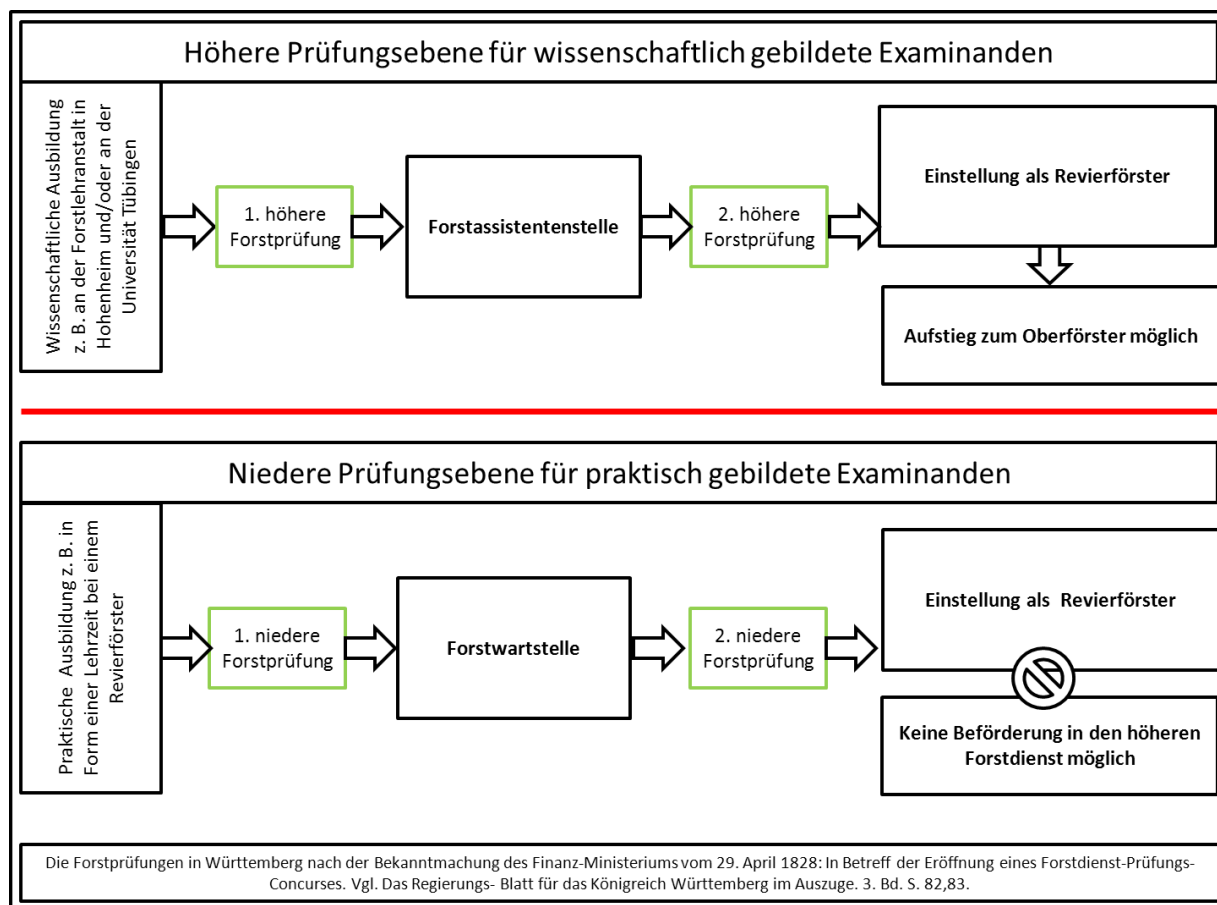 Höhere Prüfungsebene für wissenschaftlich gebildete Examinanden
Wissenschaftliche Ausbildung
z. B. an der Forstlehranstalt in
Hohenheim und/oder an der
Universität Tübingen
1. höhere
Forstprüfung
Forstassistentenstelle
2. höhere
Forstprüfung
Einstellung als Revierförster
Aufstieg zum Oberförster möglich
Niedere Prüfungsebene für praktisch gebildete Examinanden
Praktische Ausbildung z. B. in
Form einer Lehrzeit bei einem
Revierförster
1. niedere
Forstprüfung
Forstwartstelle
2. niedere
Forstprüfung
Einstellung als Revierförster
Keine Beförderung in den höheren
Forstdienst möglich
Die Forstprüfungen in Württemberg nach der Bekanntmachung des Finanz-Ministeriums vom 29. April 1828: In Betreff der Eröffnung eines Forstdienst-Prüfungs-
Concurses. Vgl. Das Regierungs- Blatt für das Königreich Württemberg im Auszuge. 3. Bd. S. 82,83.